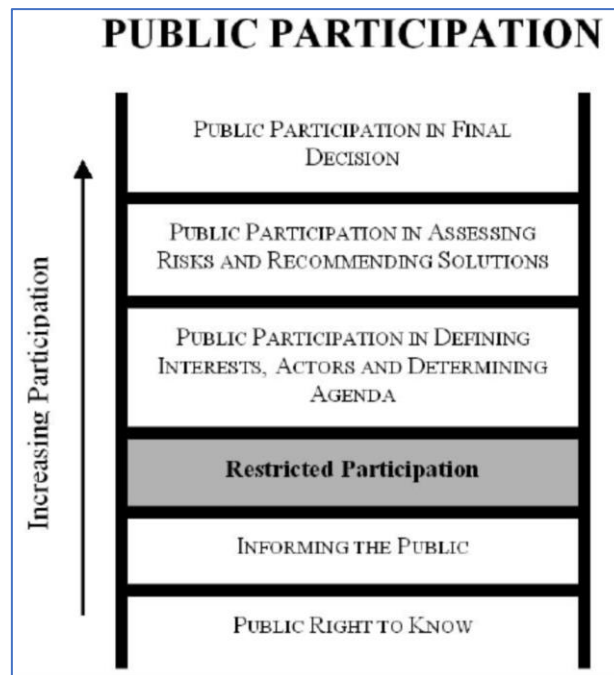 PUBLIC PARTICIPATION
PUBLIC PARTICIPATION IN FINAL
DECISION
PUBLIC PARTICIPATION IN ASSESSING
RISKS AND RECOMMENDING SOLUTIONS
PUBLIC PARTICIPATION IN DEFINING
INTERESTS, ACTORS AND DETERMINING
AGENDA
Restricted Participation
INFORMING THE PUBLIC
PUBLIC RIGHT TO KNOW
Increasing Participation